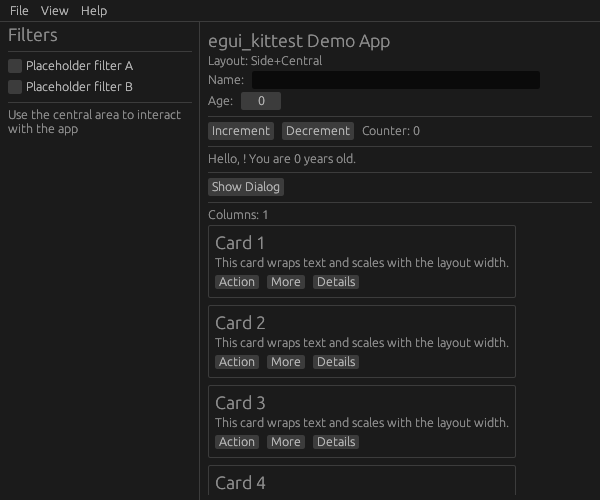 File View Help
Filters
Placeholder filter A
Placeholder filter B
Use the central area to interact
with the app
egui_kittest Demo App
Layout: Side+Central
Name:
Age: 0
Increment Decrement Counter: 0
Hello, ! You are 0 years old.
Show Dialog
Columns: 1
Card 1
This card wraps text and scales with the layout width.
Action More Details
Card 2
This card wraps text and scales with the layout width.
Action More Details
Card 3
This card wraps text and scales with the layout width.
Action More Details
Card 4